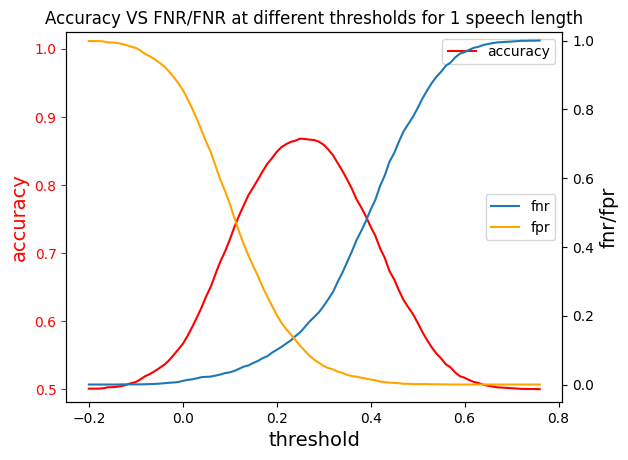 Accuracy VS FNR/FNR at different thresholds for 1 speech length
accuracy
fnr
fpr
accuracy
1.0
0.9
0.8
0.7
0.6
0.5
1.0
0.8
0.6
0.4
0.2
0.0
fnr/fpr
−0.2 0.0 0.2 0.4 0.6 0.8
threshold